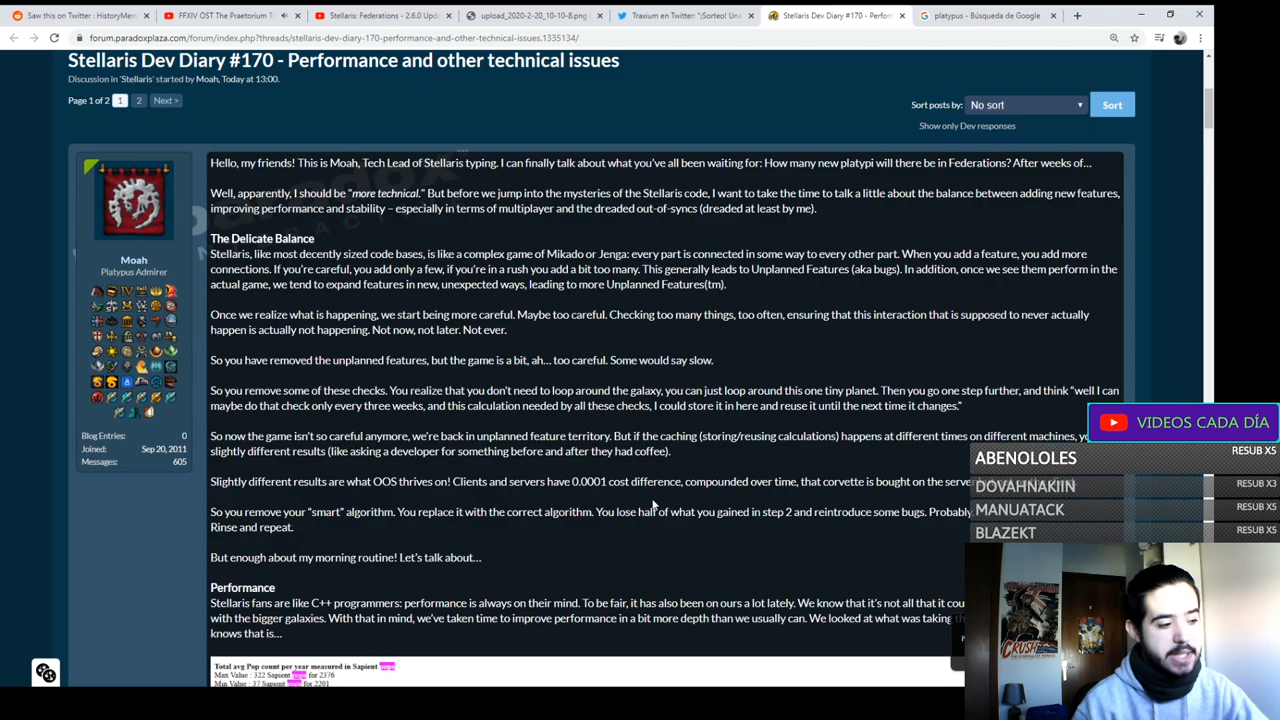 Saw this on Twitter : HistoryMem
FFXIV OST The Praetorium T
Stellaris: Federations - 2.6.0 Upd
upload_2020-2-20_10-10-8.png
Traxium en Twitter: "¡Sorteo! Un
Stellaris Dev Diary #170 - Perfor
platypus - Búsqueda de Google
forum.paradoxplaza.com/forum/index.php?threads/stellaris-dev-diary-170-performance-and-other-technical-issues.1335134/
Stellaris Dev Diary #170 - Performance and other technical issues
Discussion in 'Stellaris' started by Moah, Today at 13:00.
Page 1 of 2 1 2 Next >
Sort posts by: No sort Sort
Show only Dev responses
Moah
Platypus Admirer
Blog Entries: 0
Joined: Sep 20, 2011
Messages: 605
Hello, my friends! This is Moah, Tech Lead of Stellaris typing. I can finally talk about what you've all been waiting for: How many new platypi will there be in Federations? After weeks of…
Well, apparently, I should be "more technical." But before we jump into the mysteries of the Stellaris code, I want to take the time to talk a little about the balance between adding new features,
improving performance and stability – especially in terms of multiplayer and the dreaded out-of-syncs (dreaded at least by me).
The Delicate Balance
Stellaris, like most decently sized code bases, is like a complex game of Mikado or Jenga: every part is connected in some way to every other part. When you add a feature, you add more
connections. If you're careful, you add only a few, if you're in a rush you add a bit too many. This generally leads to Unplanned Features (aka bugs). In addition, once we see them perform in the
actual game, we tend to expand features in new, unexpected ways, leading to more Unplanned Features(tm).
Once we realize what is happening, we start being more careful. Maybe too careful. Checking too many things, too often, ensuring that this interaction that is supposed to never actually
happen is actually not happening. Not now, not later. Not ever.
So you have removed the unplanned features, but the game is a bit, ah… too careful. Some would say slow.
So you remove some of these checks. You realize that you don't need to loop around the galaxy, you can just loop around this one tiny planet. Then you go one step further, and think “well I can
maybe do that check only every three weeks, and this calculation needed by all these checks, I could store it in here and reuse it until the next time it changes.”
So now the game isn't so careful anymore, we're back in unplanned feature territory. But if the caching (storing/reusing calculations) happens at different times on different machines, y
slightly different results (like asking a developer for something before and after they had coffee).
Slightly different results are what OOS thrives on! Clients and servers have 0.0001 cost difference, compounded over time, that corvette is bought on the serve
So you remove your “smart” algorithm. You replace it with the correct algorithm. You lose half of what you gained in step 2 and reintroduce some bugs. Probably
Rinse and repeat.
But enough about my morning routine! Let's talk about…
Performance
Stellaris fans are like C++ programmers: performance is always on their mind. To be fair, it has also been on ours a lot lately. We know that it's not all that it cou
with the bigger galaxies. With that in mind, we've taken time to improve performance in a bit more depth than we usually can. We looked at what was taking th
knows that is…
Total avg Pop count per year measured in Sapient pops
Max Value : 322 Sapient pops for 2376
Min Value : 37 Sapient pops for 2201
VIDEOS CADA DÍA
ABENOLOLES RESUB X5
DOVAHNAKIIN RESUB X3
MANUATACK RESUB X5
BLAZEKT RESUB X5
CRUSH